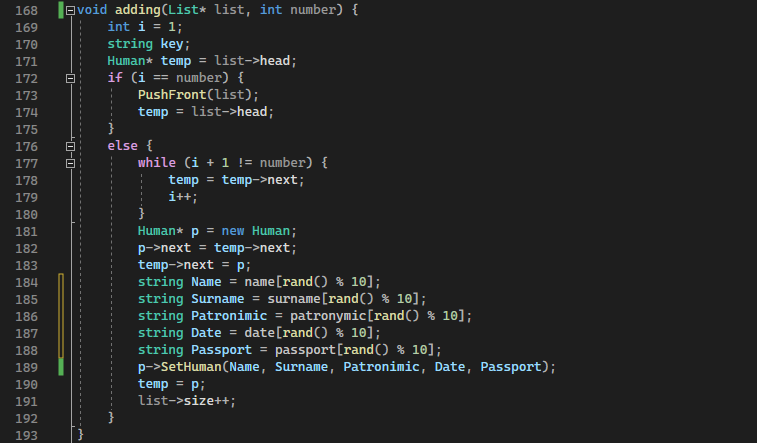 168 void adding(List* list, int number) {
169     int i = 1;
170     string key;
171     Human* temp = list->head;
172     if (i == number) {
173         PushFront(list);
174         temp = list->head;
175     }
176     else {
177         while (i + 1 != number) {
178             temp = temp->next;
179             i++;
180         }
181         Human* p = new Human;
182         p->next = temp->next;
183         temp->next = p;
184         string Name = name[rand() % 10];
185         string Surname = surname[rand() % 10];
186         string Patronimic = patronymic[rand() % 10];
187         string Date = date[rand() % 10];
188         string Passport = passport[rand() % 10];
189         p->SetHuman(Name, Surname, Patronimic, Date, Passport);
190         temp = p;
191         list->size++;
192     }
193 }